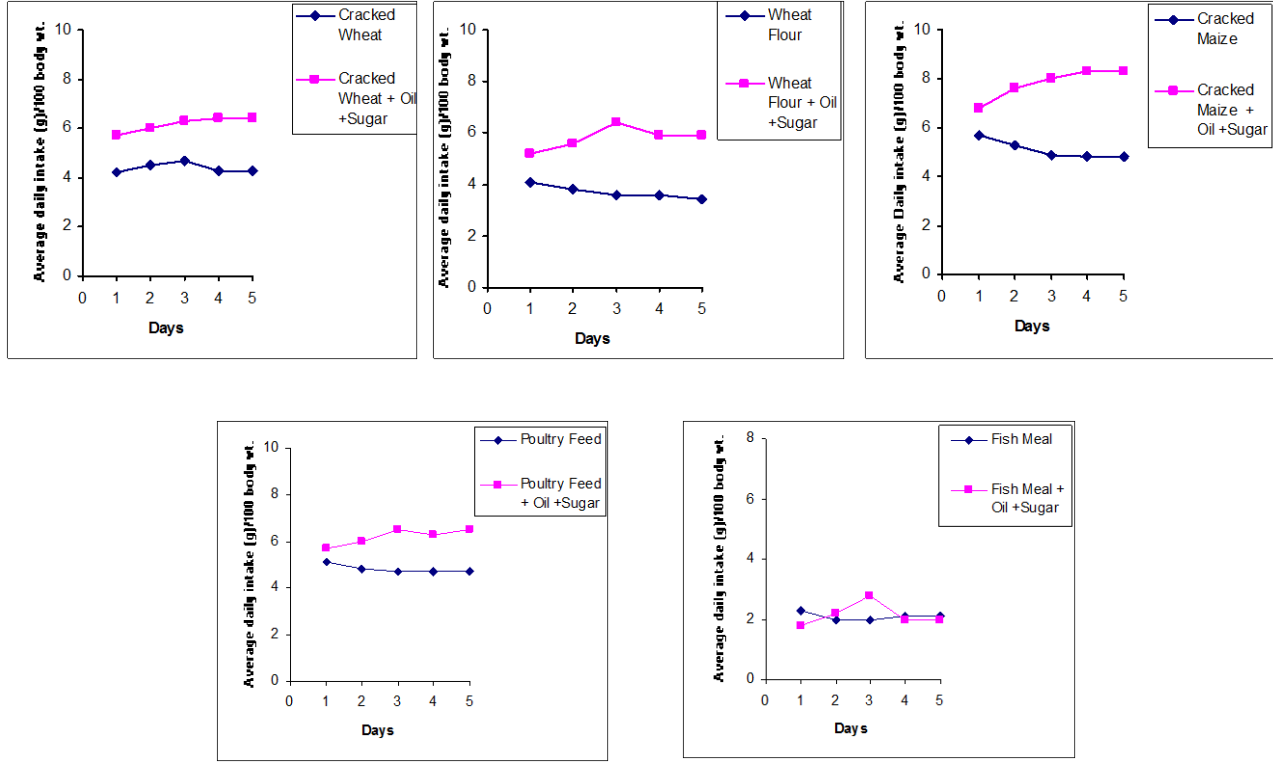 Average daily intake (g)/100 body wt.
10
8
6
4
2
0
0 1 2 3 4 5
Days
Cracked
Wheat
Cracked
Wheat + Oil
+Sugar
Average daily intake (g)/100 body wt.
10
8
6
4
2
0
0 1 2 3 4 5
Days
Wheat
Flour
Wheat
Flour + Oil
+Sugar
Average Daily intake (g)/100 body wt.
10
8
6
4
2
0
0 1 2 3 4 5
Days
Cracked
Maize
Cracked
Maize +
Oil +Sugar
Average daily intake (g)/100 body wt.
10
8
6
4
2
0
0 1 2 3 4 5
Days
Poultry Feed
Poultry Feed
+ Oil +Sugar
Average daily intake (g)/100 body wt.
8
6
4
2
0
0 1 2 3 4 5
Days
Fish Meal
Fish Meal +
Oil +Sugar